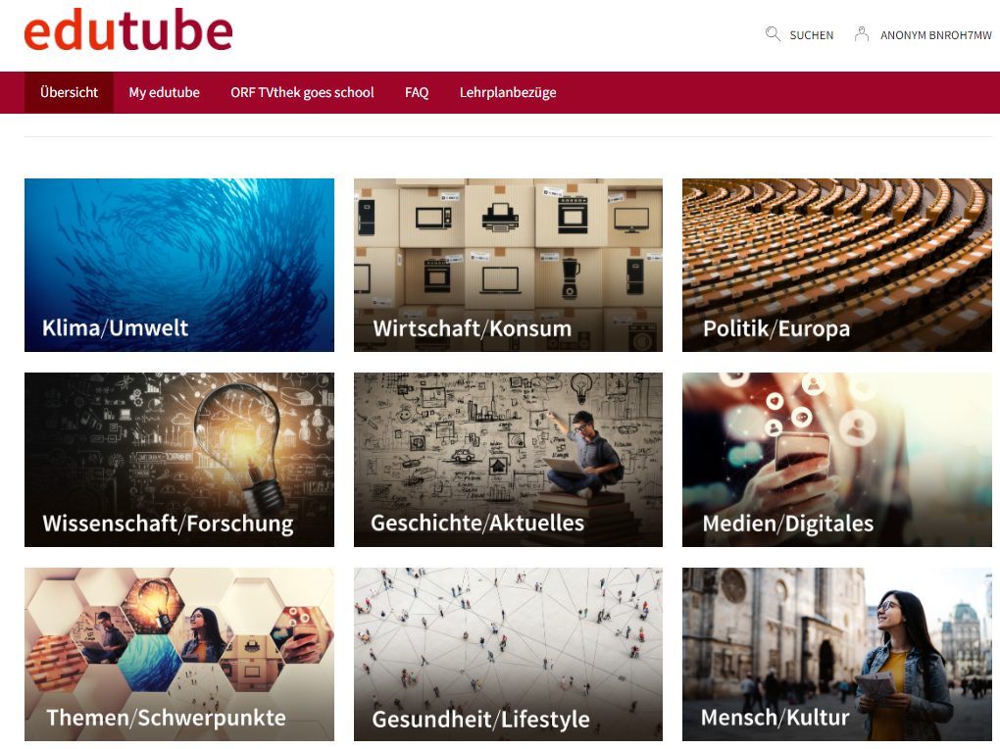 edutube
SUCHEN
ANONYM BNROH7MW
Übersicht
My edutube
ORF TVthek goes school
FAQ
Lehrplanbezüge
Klima/Umwelt
Wirtschaft/Konsum
Politik/Europa
Wissenschaft/Forschung
Geschichte/Aktuelles
Medien/Digitales
Themen/Schwerpunkte
Gesundheit/Lifestyle
Mensch/Kultur